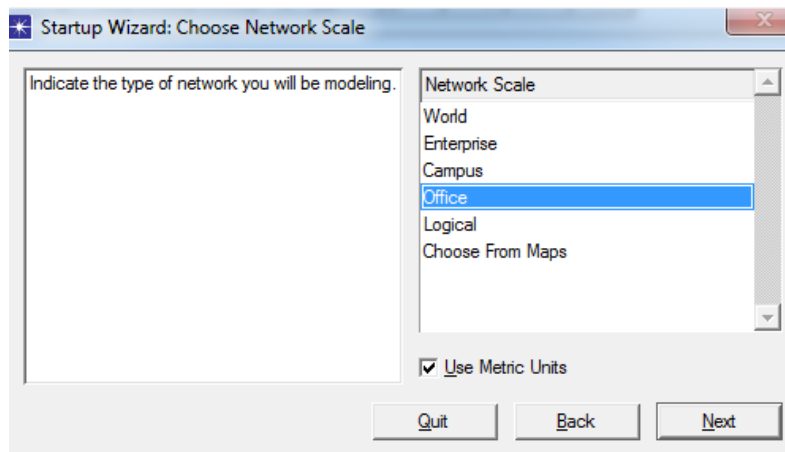 Startup Wizard: Choose Network Scale
Indicate the type of network you will be modeling.
Network Scale
World
Enterprise
Campus
Office
Logical
Choose From Maps
Use Metric Units
Quit
Back
Next